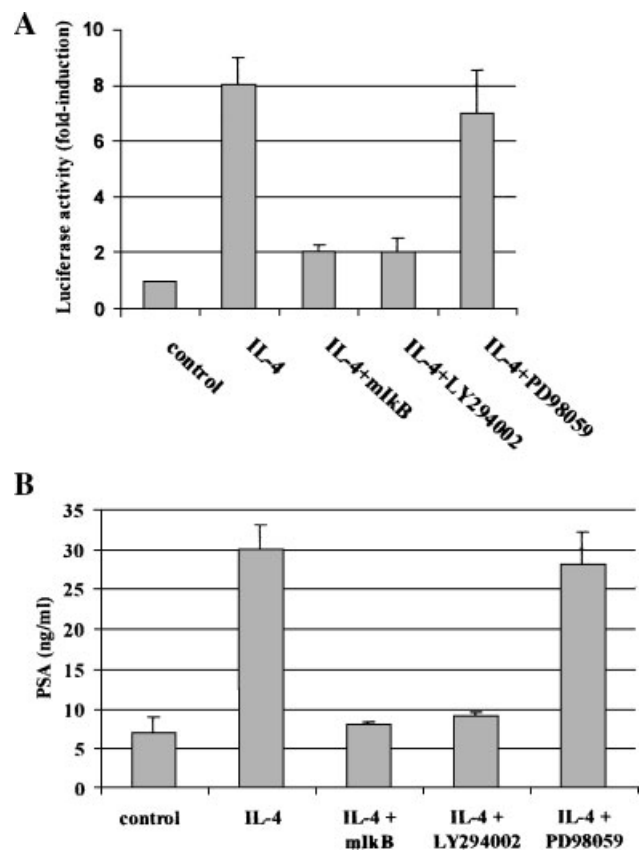 A
Luciferase activity (fold-induction)
10
8
6
4
2
0
control
IL-4
IL-4+mIkB
IL-4+LY294002
IL-4+PD98059
B
PSA (ng/ml)
35
30
25
20
15
10
5
0
control
IL-4
IL-4 +
mIkB
IL-4 +
LY294002
IL-4 +
PD98059